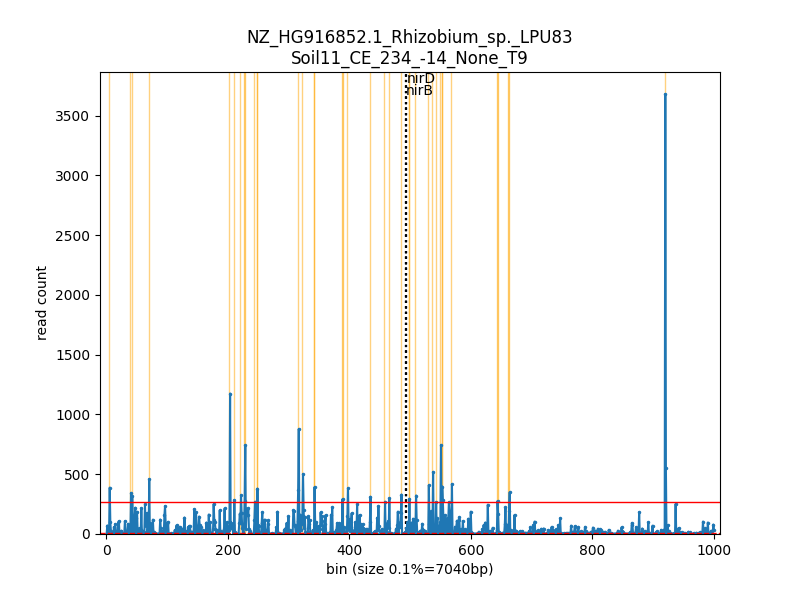 NZ_HG916852.1_Rhizobium_sp._LPU83
Soil11_CE_234_-14_None_T9
nirD
nirB
3500
3000
2500
2000
1500
1000
500
0
read count
0 200 400 600 800 1000
bin (size 0.1%=7040bp)